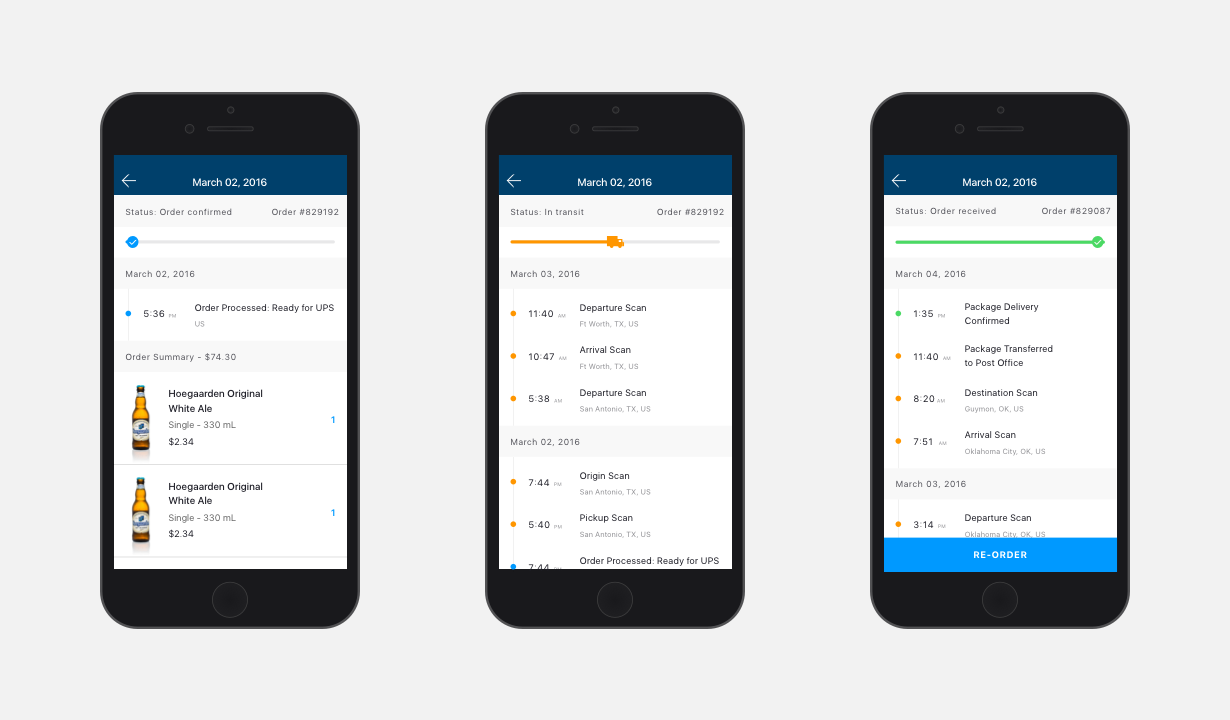 March 02, 2016
Status: Order confirmed Order #829192
March 02, 2016
5:36 PM Order Processed: Ready for UPS
US
Order Summary - $74.30
Hoegaarden Original
White Ale
Single - 330 mL
1
$2.34
Hoegaarden Original
White Ale
Single - 330 mL
1
$2.34
March 02, 2016
Status: In transit Order #829192
March 03, 2016
11:40 AM Departure Scan
Ft Worth, TX, US
10:47 AM Arrival Scan
Ft Worth, TX, US
5:38 AM Departure Scan
San Antonio, TX, US
March 02, 2016
7:44 PM Origin Scan
San Antonio, TX, US
5:40 PM Pickup Scan
San Antonio, TX, US
7:44 PM Order Processed: Ready for UPS
March 02, 2016
Status: Order received Order #829087
March 04, 2016
1:35 PM Package Delivery
Confirmed
11:40 AM Package Transferred
to Post Office
8:20 AM Destination Scan
Guymon, OK, US
7:51 AM Arrival Scan
Oklahoma City, OK, US
March 03, 2016
3:14 PM Departure Scan
Oklahoma City, OK, US
RE-ORDER